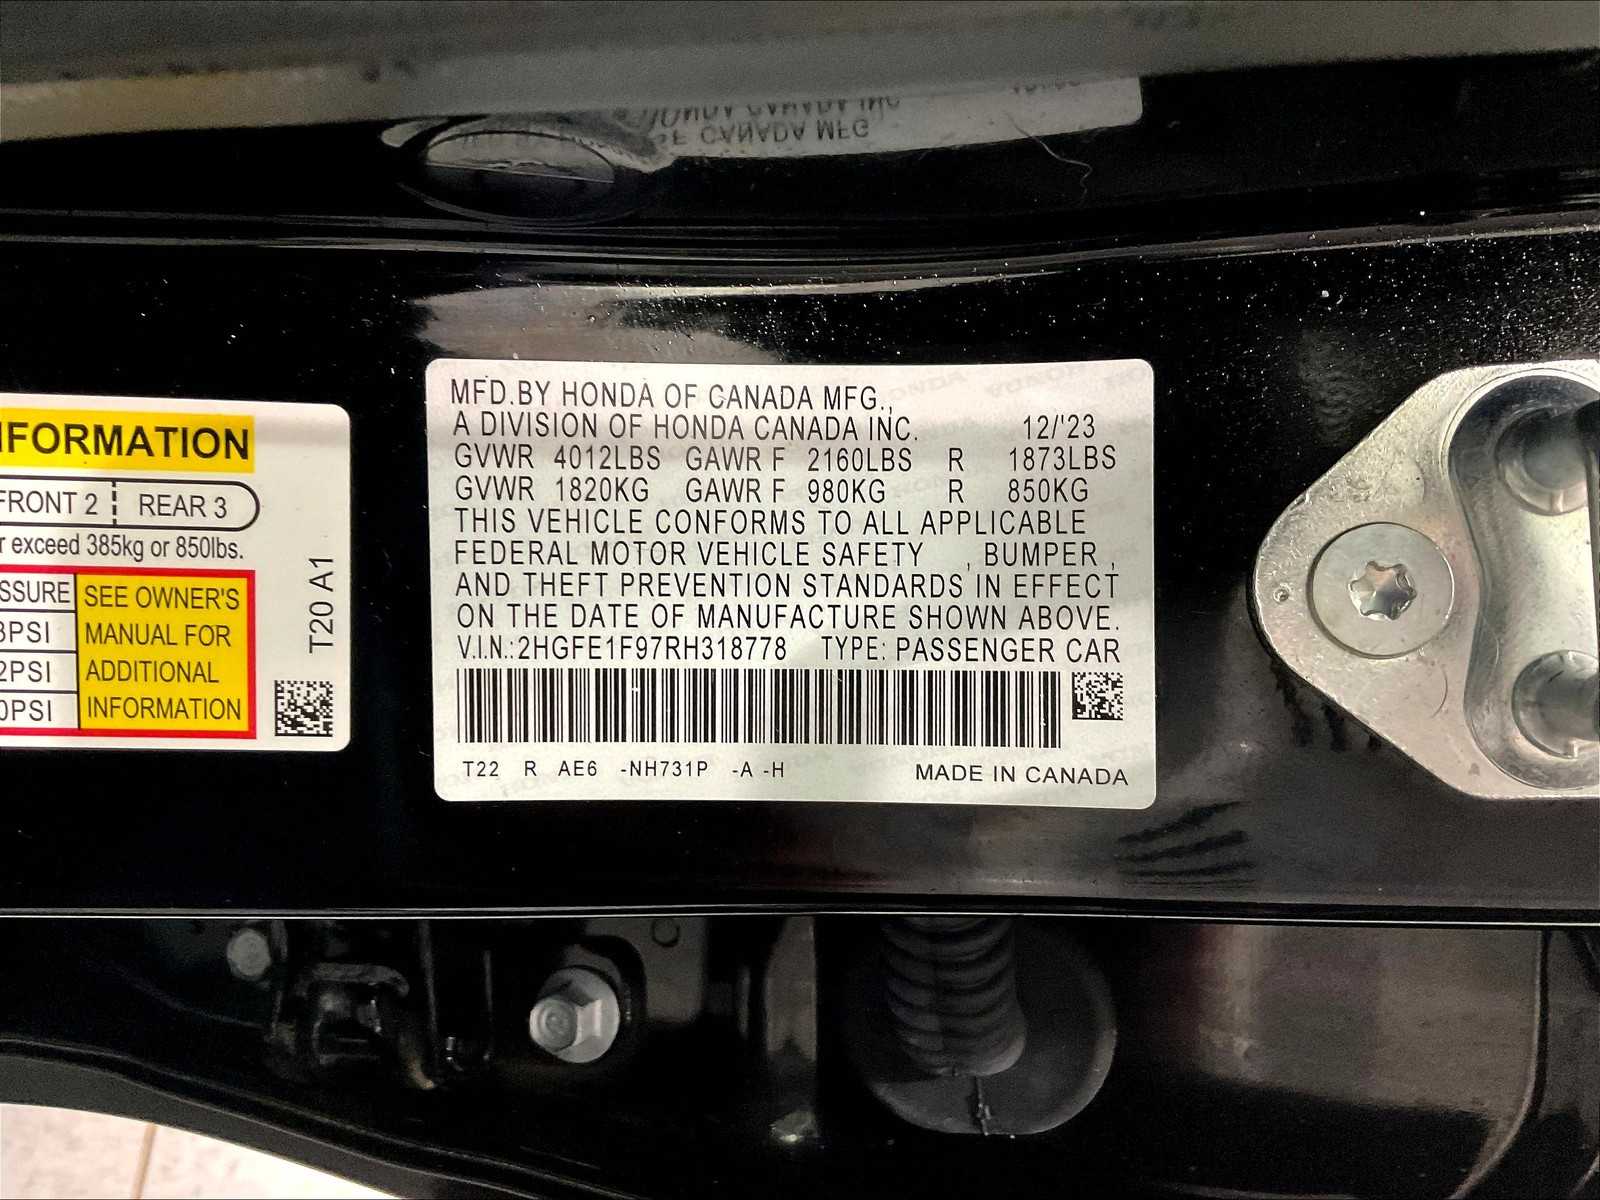 NFORMATION
FRONT 2 REAR 3
r exceed 385kg or 850lbs.
SSURE
3PSI
2PSI
0PSI
SEE OWNER'S
MANUAL FOR
ADDITIONAL
INFORMATION
T20 A1
MFD.BY HONDA OF CANADA MFG.,
A DIVISION OF HONDA CANADA INC. 12/'23
GVWR 4012LBS GAWR F 2160LBS R 1873LBS
GVWR 1820KG GAWR F 980KG R 850KG
THIS VEHICLE CONFORMS TO ALL APPLICABLE
FEDERAL MOTOR VEHICLE SAFETY , BUMPER ,
AND THEFT PREVENTION STANDARDS IN EFFECT
ON THE DATE OF MANUFACTURE SHOWN ABOVE.
V.I.N.:2HGFE1F97RH318778 TYPE: PASSENGER CAR
T22 R AE6 -NH731P -A -H MADE IN CANADA